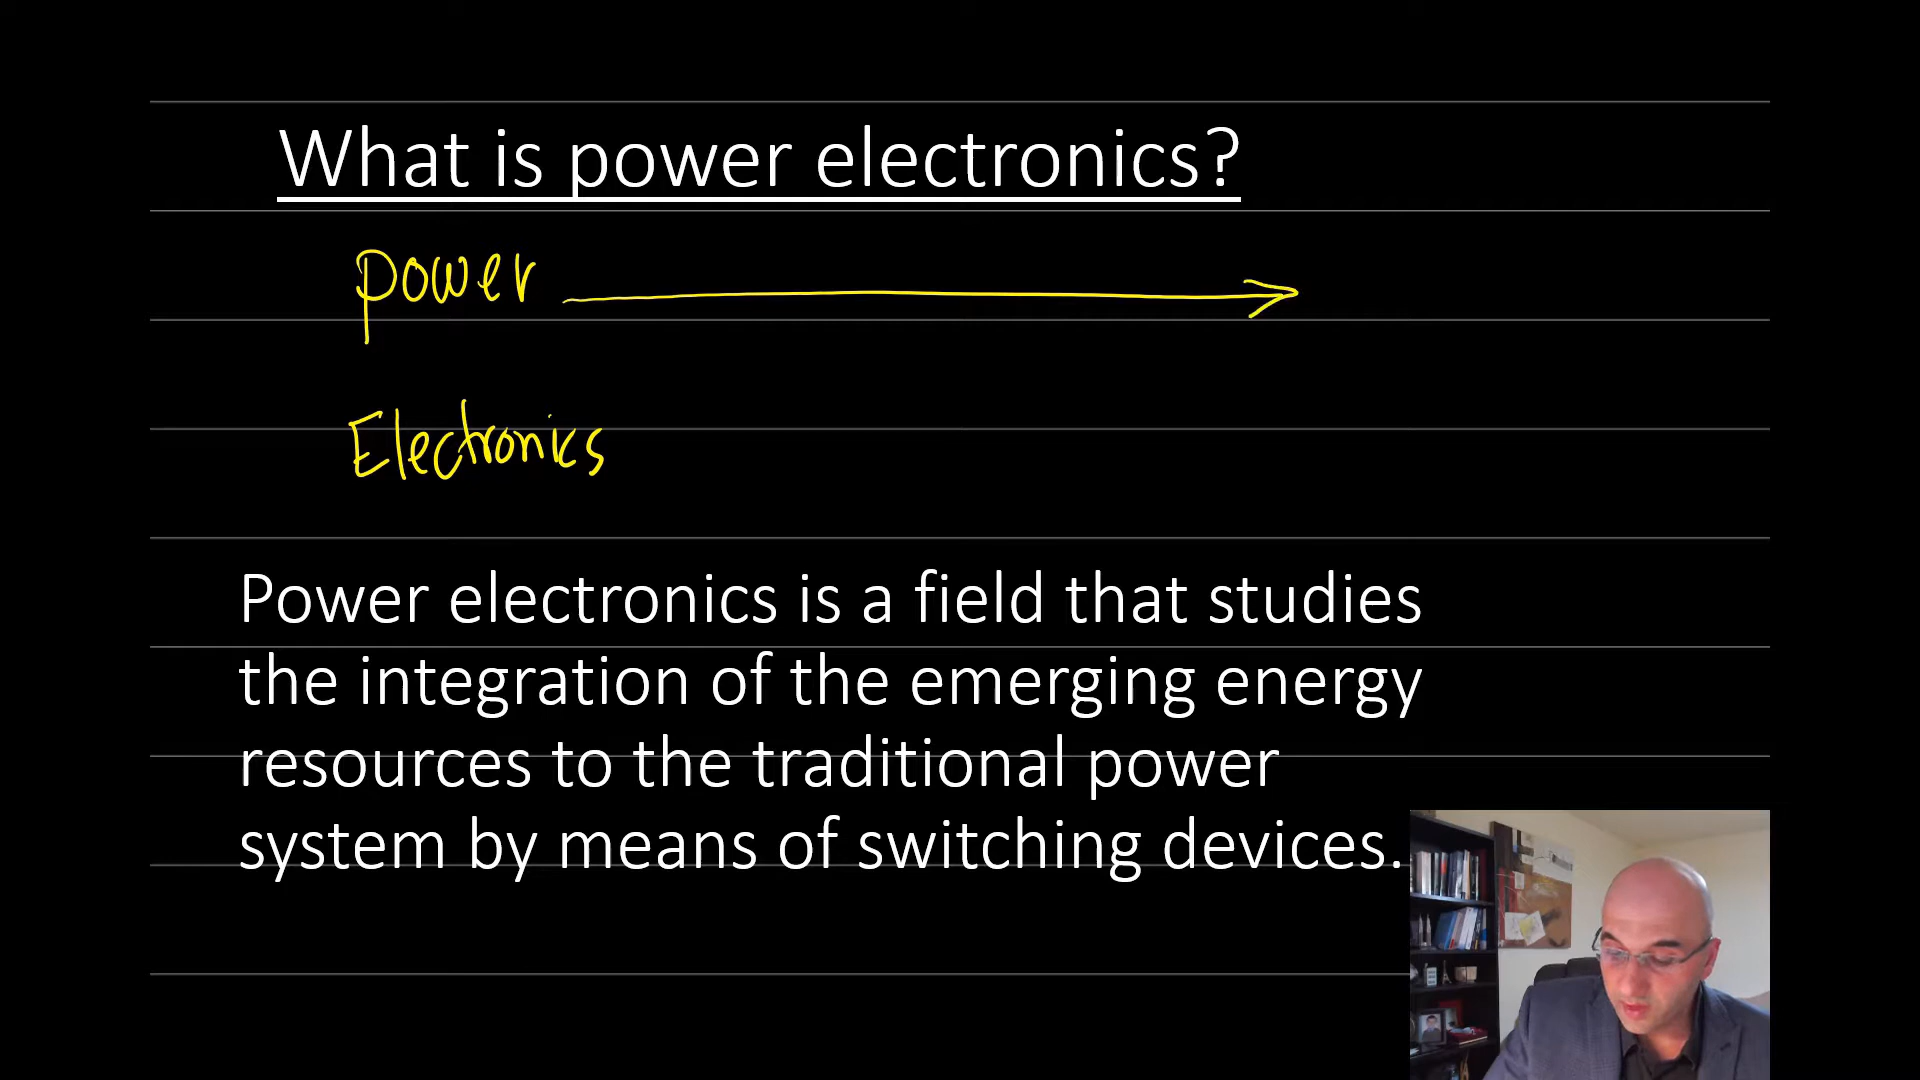 What is power electronics?
power
Electronics
Power electronics is a field that studies
the integration of the emerging energy
resources to the traditional power
system by means of switching devices.